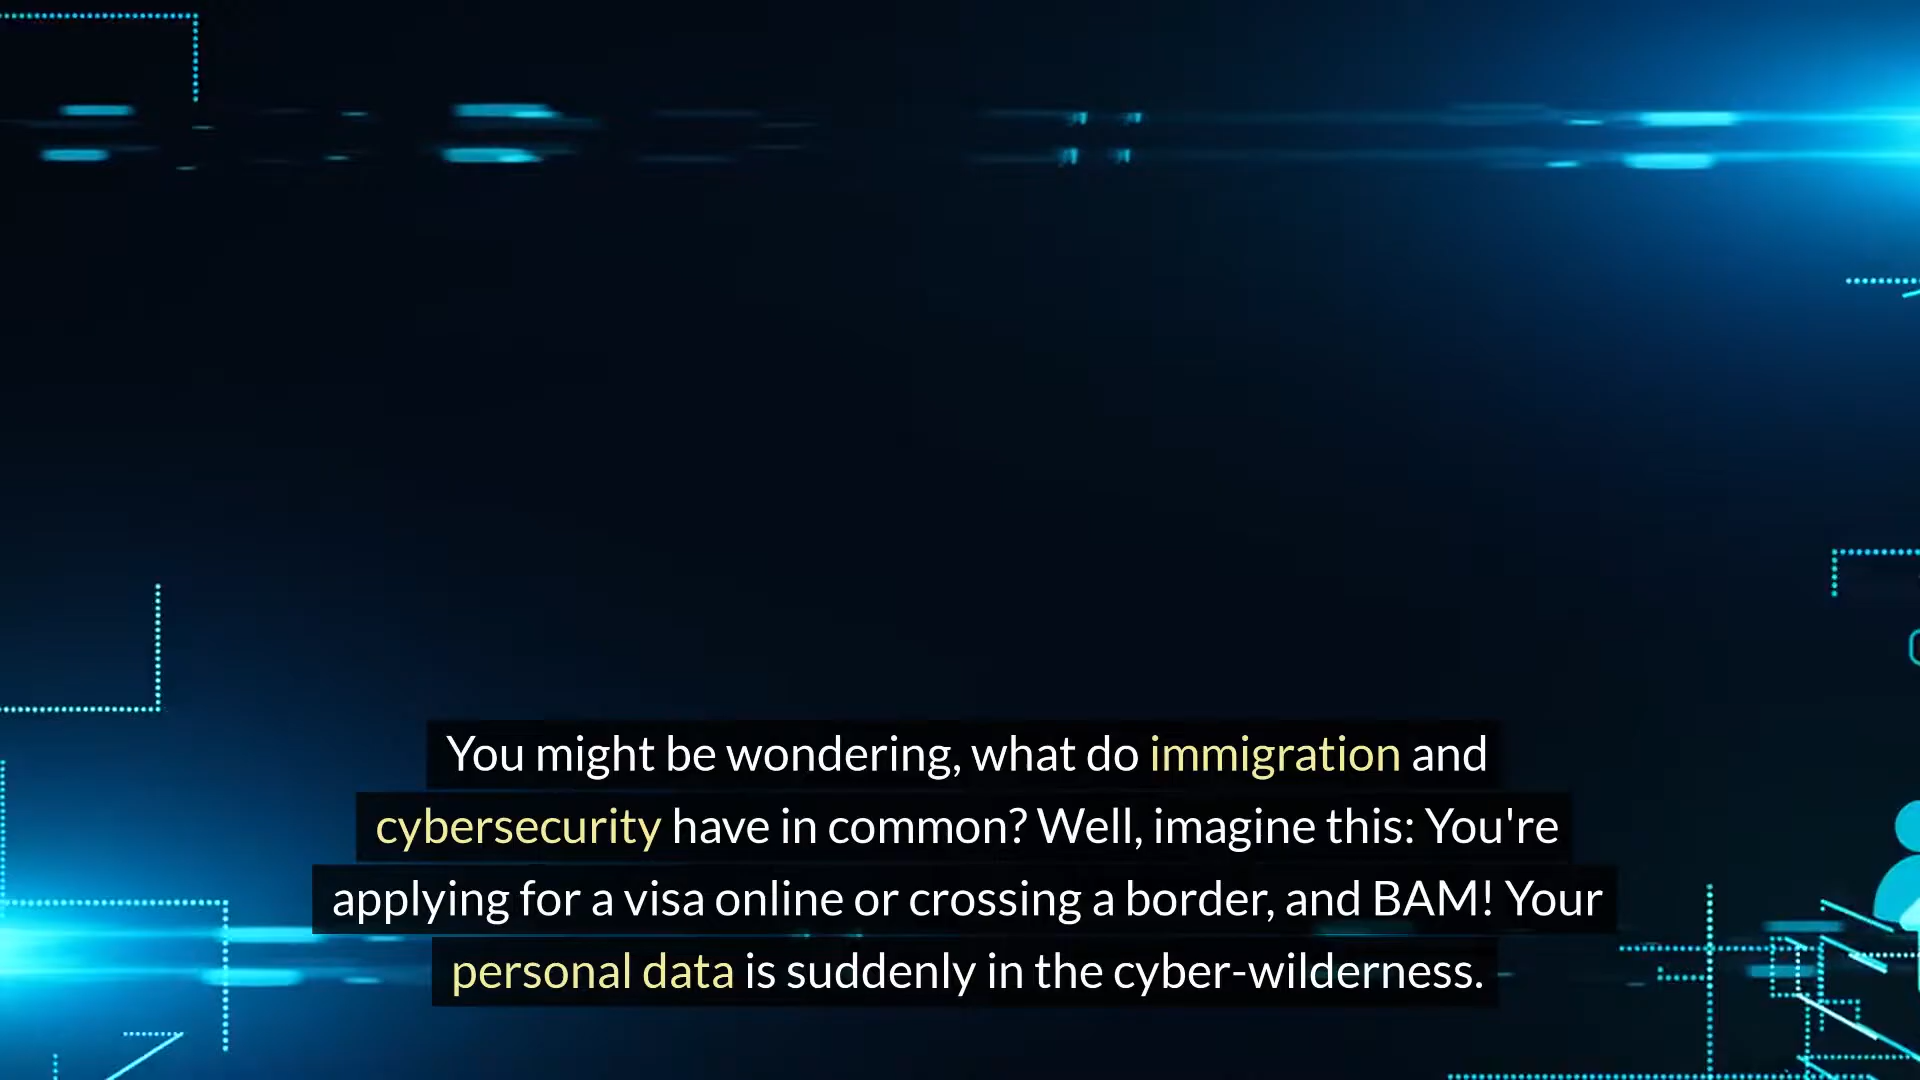 You might be wondering, what do immigration and
cybersecurity have in common? Well, imagine this: You're
applying for a visa online or crossing a border, and BAM! Your
personal data is suddenly in the cyber-wilderness.